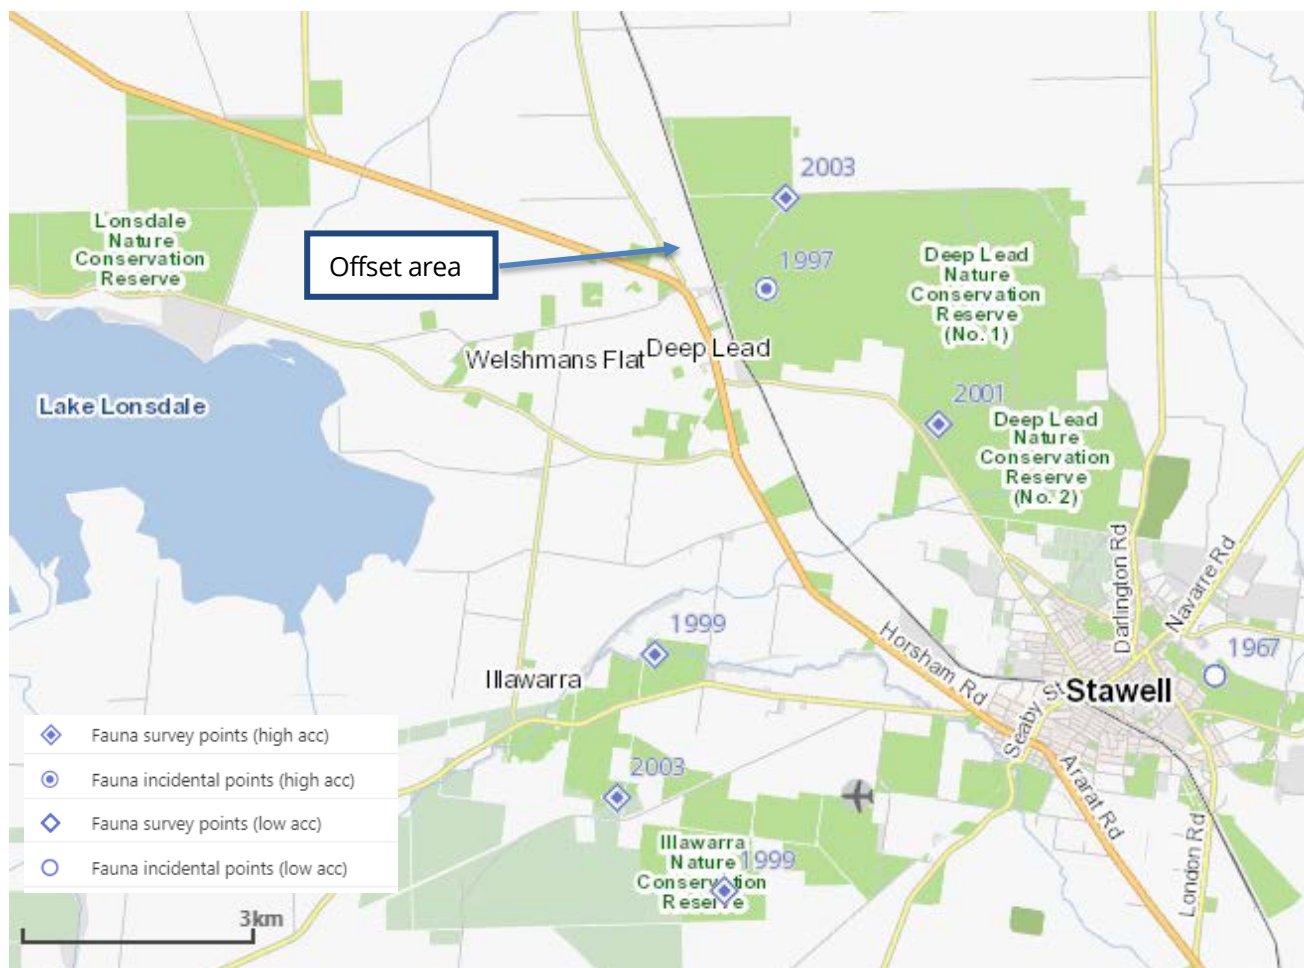 2003
Lonsdale
Nature
Conservation
Reserve
Offset area
1997
Deep Lead
Nature
Conservation
Reserve
(No. 1)
Welshmans Flat
Deep Lead
Lake Lonsdale
2001
Deep Lead
Nature
Conservation
Reserve
(No. 2)
Darlington Rd
Navarre Rd
1999
Horsham Rd
1967
Illawarra
Seaby St
Stawell
Fauna survey points (high acc)
Fauna incidental points (high acc)
Fauna survey points (low acc)
Fauna incidental points (low acc)
2003
Ararat Rd
London Rd
Illawarra
Nature
Conservation
Reserve
1999
3km